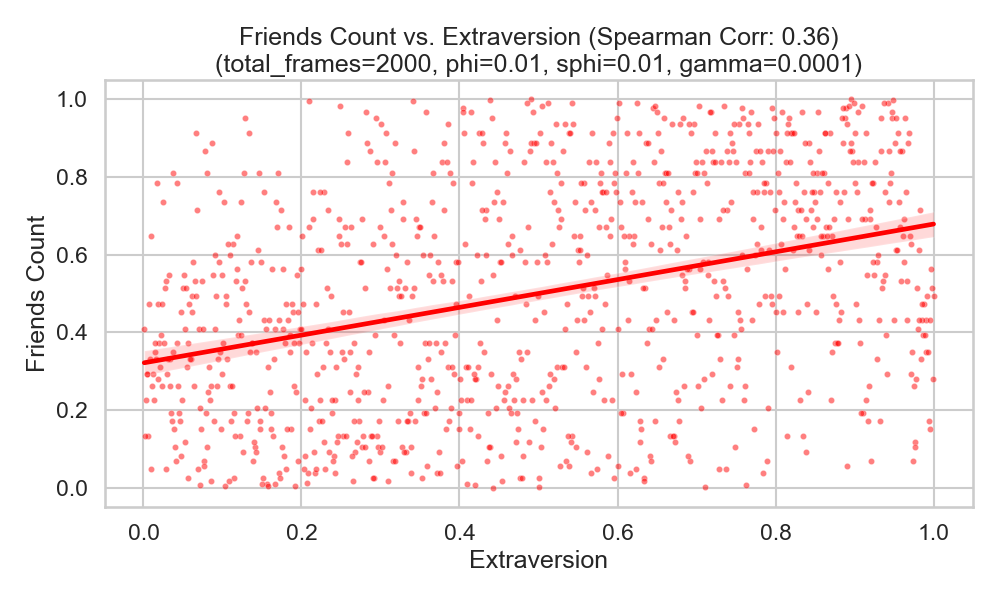 Friends Count vs. Extraversion (Spearman Corr: 0.36)
(total_frames=2000, phi=0.01, sphi=0.01, gamma=0.0001)
Friends Count
1.0
0.8
0.6
0.4
0.2
0.0
0.0 0.2 0.4 0.6 0.8 1.0
Extraversion